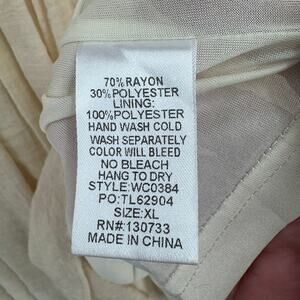 70%RAYON
30%POLYESTER
LINING:
100%POLYESTER
HAND WASH COLD
WASH SEPARATELY
COLOR WILL BLEED
NO BLEACH
HANG TO DRY
STYLE:WC0384
PO:TL62904
SIZE:XL
RN#:130733
MADE IN CHINA